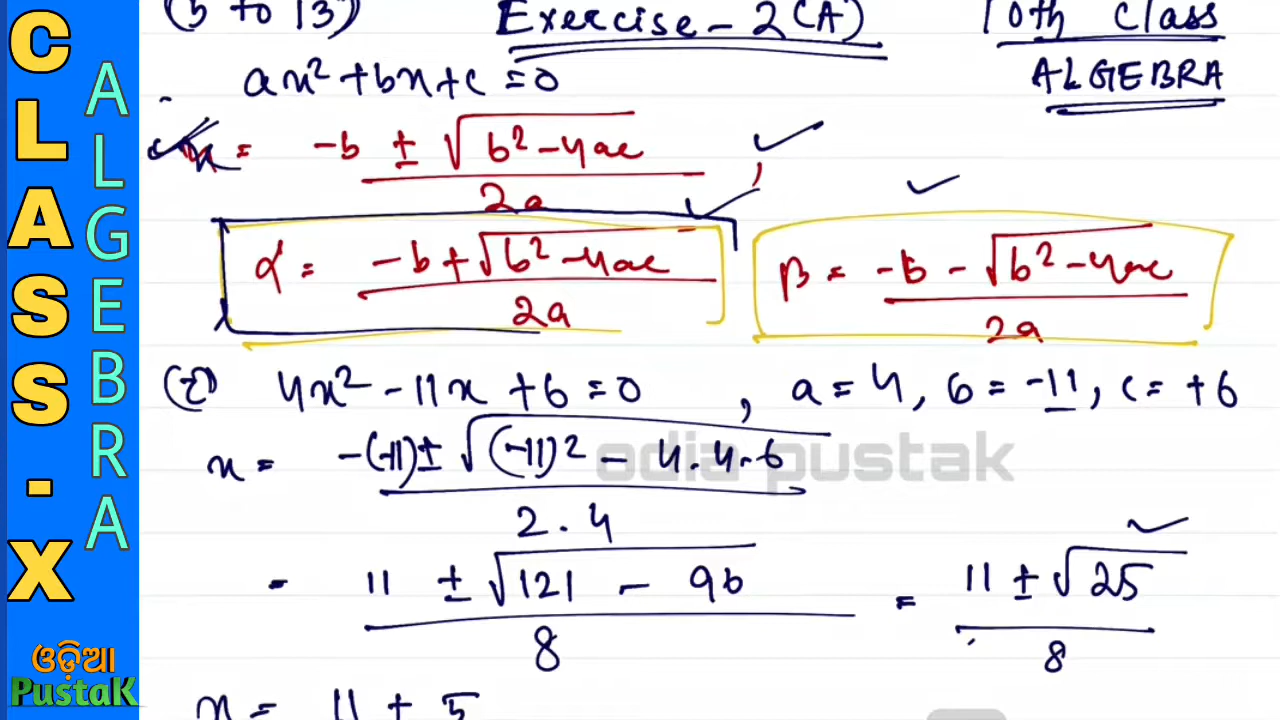 CLASS-X
ALGEBRA
ଓଡ଼ିଆ
PustaK
(5 to 13) Exercise - 2(A) 10th Class
ax² + bx + c = 0 ALGEBRA
x = -b ± √b² - 4ac / 2a ,
α = -b + √b² - 4ac / 2a β = -b - √b² - 4ac / 2a
4x² - 11x + 6 = 0 , a = 4, b = -11, c = +6
x = -(-11) ± √(-11)² - 4.4.6 / 2.4
odia pustak
= 11 ± √121 - 96 / 8 = 11 ± √25 / 8
x = 11 ± 5